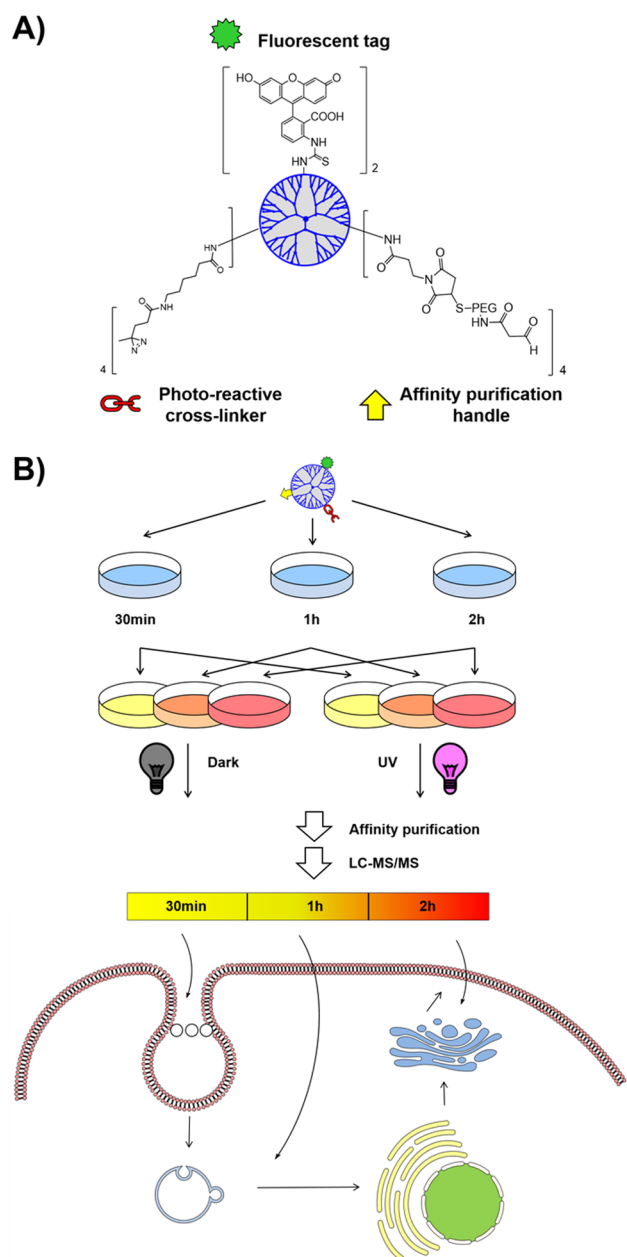 A)
Fluorescent tag
HO
O
O
COOH
NH
HN
S
2
HN
O
NH
O
O
NH
O
N
N
4
O
N
O
S
PEG
HN
O
O
H
4
Photo-reactive
cross-linker
Affinity purification
handle
B)
30min
1h
2h
Dark
UV
Affinity purification
LC-MS/MS
30min
1h
2h